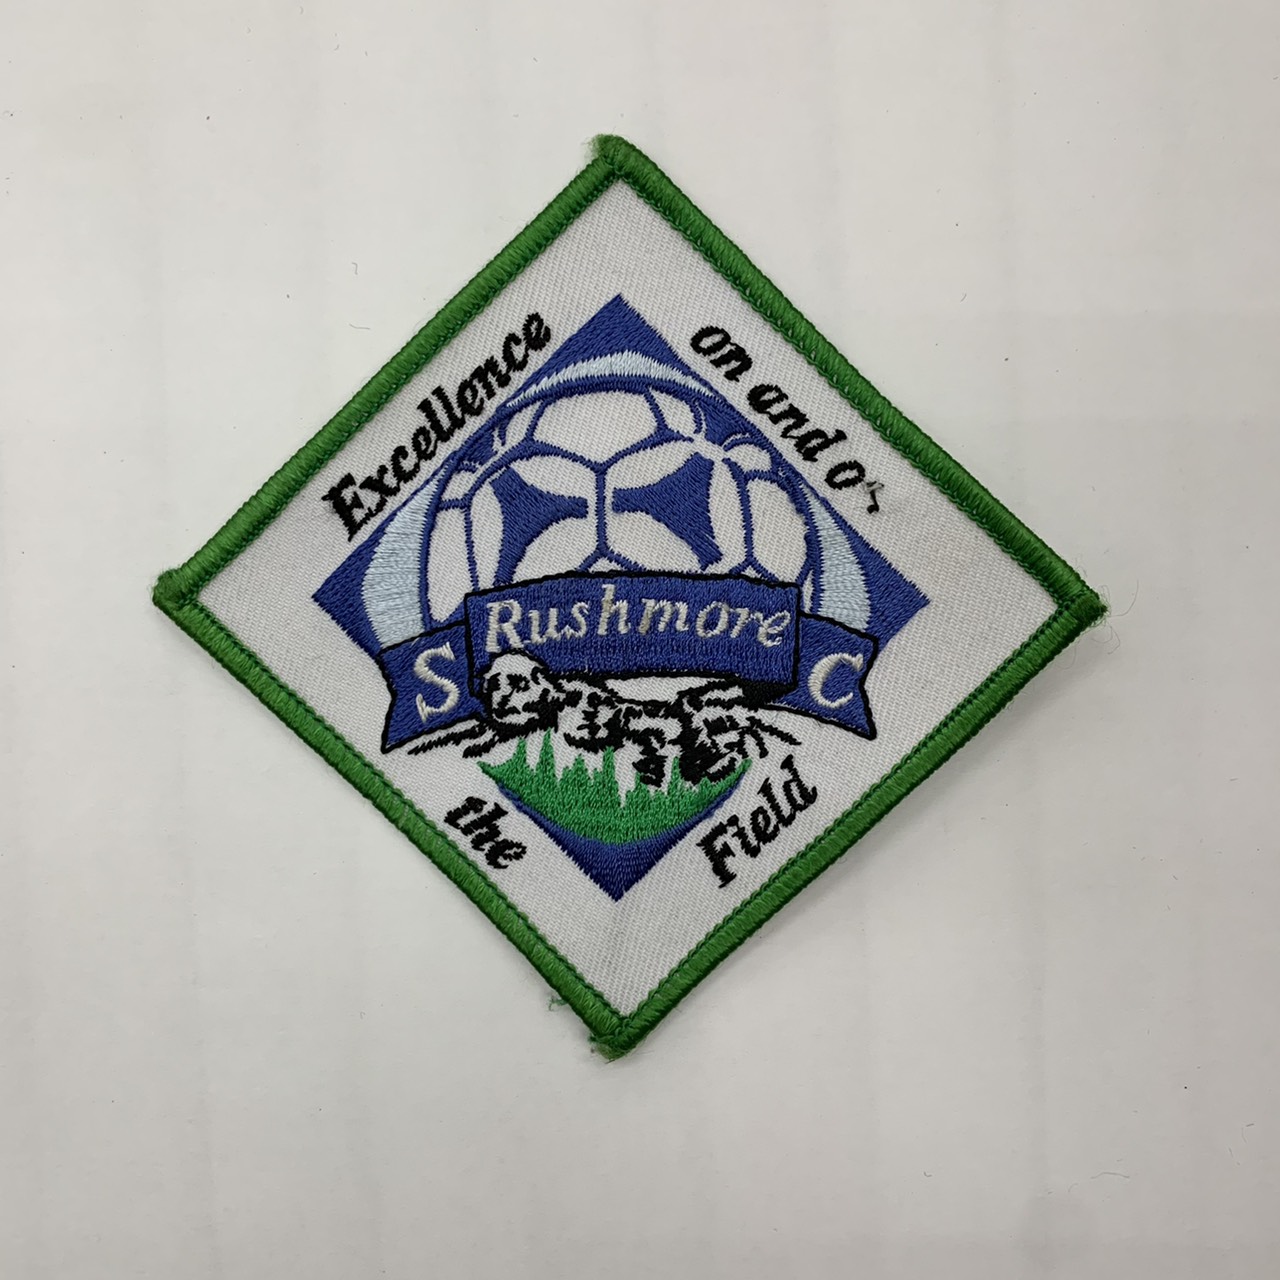 Excellence
on and o
S Rushmore C
the
Field